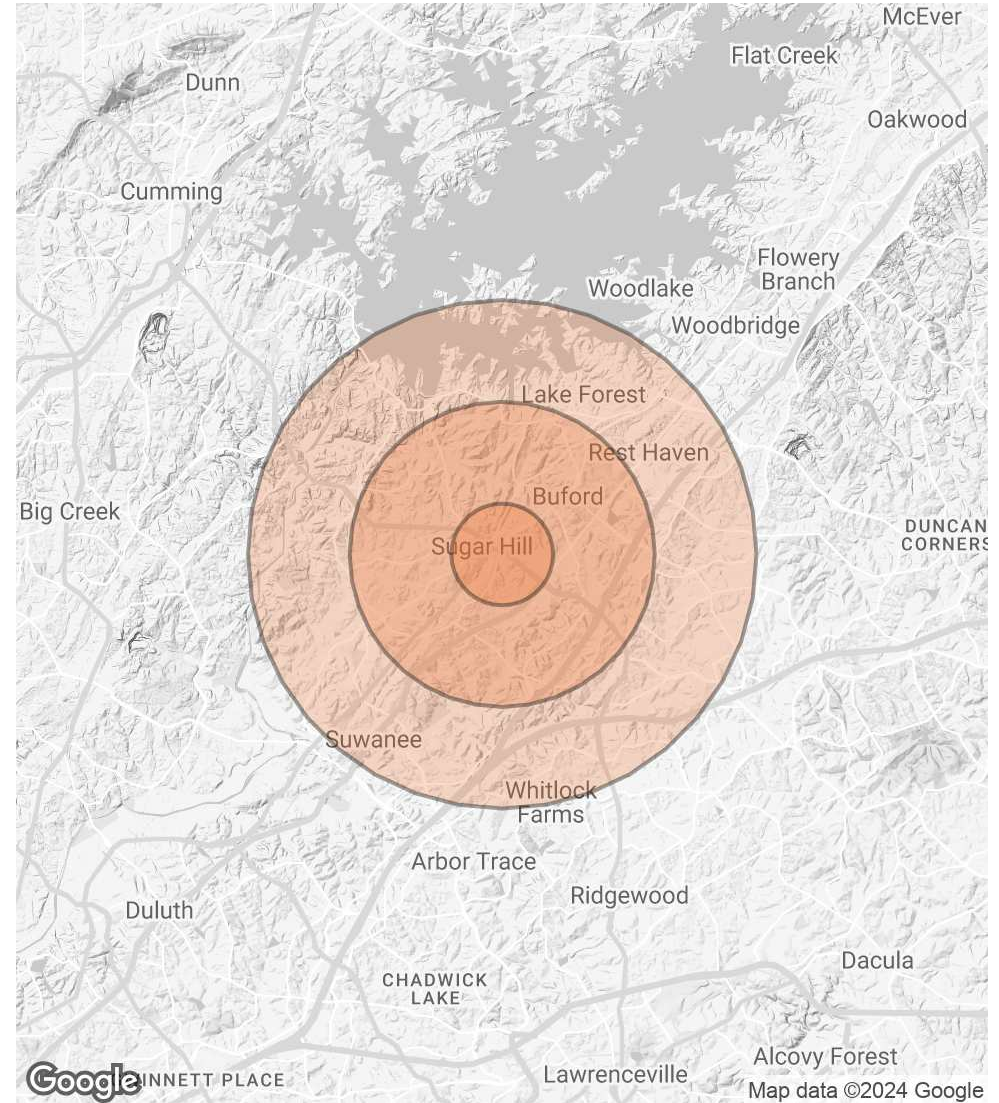 McEver
Flat Creek
Dunn
Oakwood
Cumming
Flowery
Branch
Woodlake
Woodbridge
Lake Forest
Rest Haven
Buford
Big Creek
DUNCAN
CORNERS
Sugar Hill
Suwanee
Whitlock
Farms
Arbor Trace
Ridgewood
Duluth
Dacula
CHADWICK
LAKE
Alcovy Forest
Google
INNETT PLACE
Lawrenceville
Map data ©2024 Google